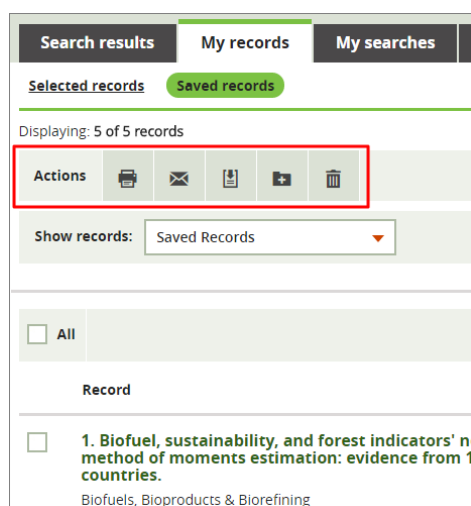 Search results My records My searches
Selected records Saved records
Displaying: 5 of 5 records
Actions
Show records: Saved Records
All
Record
1. Biofuel, sustainability, and forest indicators'
method of moments estimation: evidence from
countries.
Biofuels, Bioproducts & Biorefining